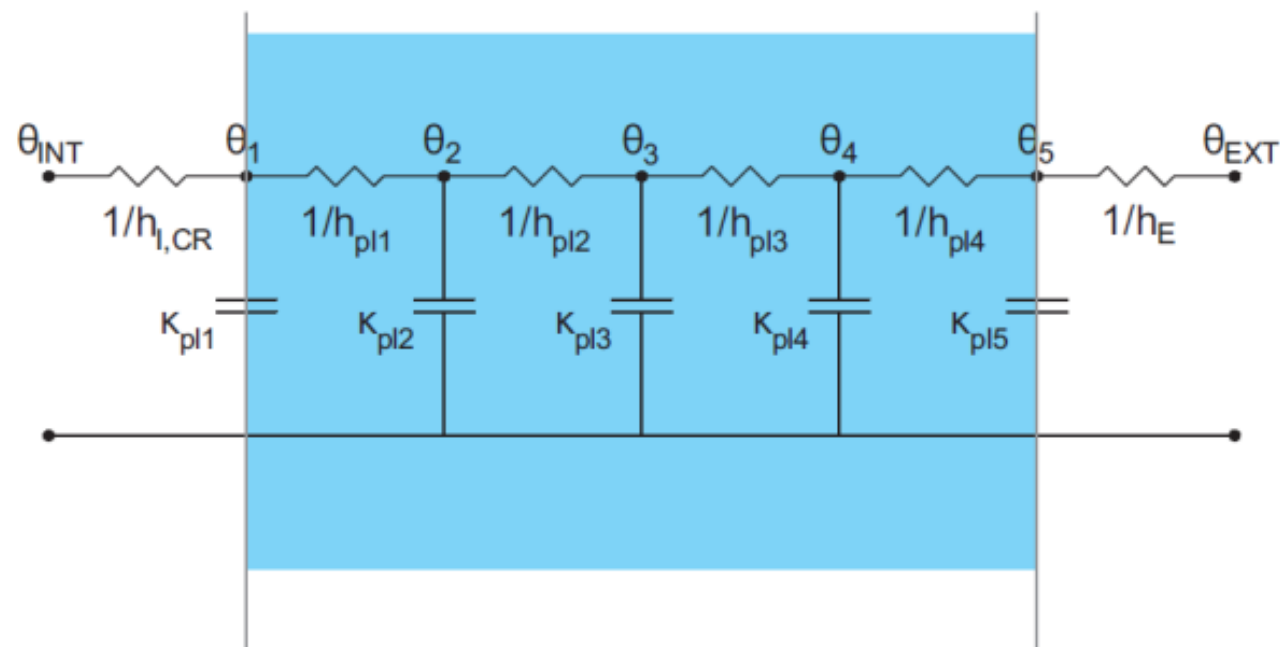 θINT θ1 θ2 θ3 θ4 θ5 θEXT
1/hI,CR 1/hpl1 1/hpl2 1/hpl3 1/hpl4 1/hE
κpl1 κpl2 κpl3 κpl4 κpl5